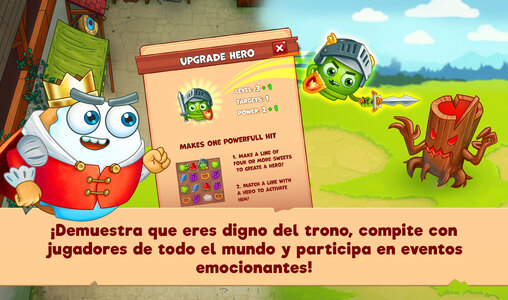 UPGRADE HERO
LEVEL: 3+1
TARGETS: 1
POWER: 2+1
MAKES ONE POWERFULL HIT
1. MAKE A LINE OF
FOUR OR MORE SWEETS
TO CREATE A HERO!
2. MATCH A LINE WITH
A HERO TO ACTIVATE
HIM!
¡Demuestra que eres digno del trono, compite con
jugadores de todo el mundo y participa en eventos
emocionantes!